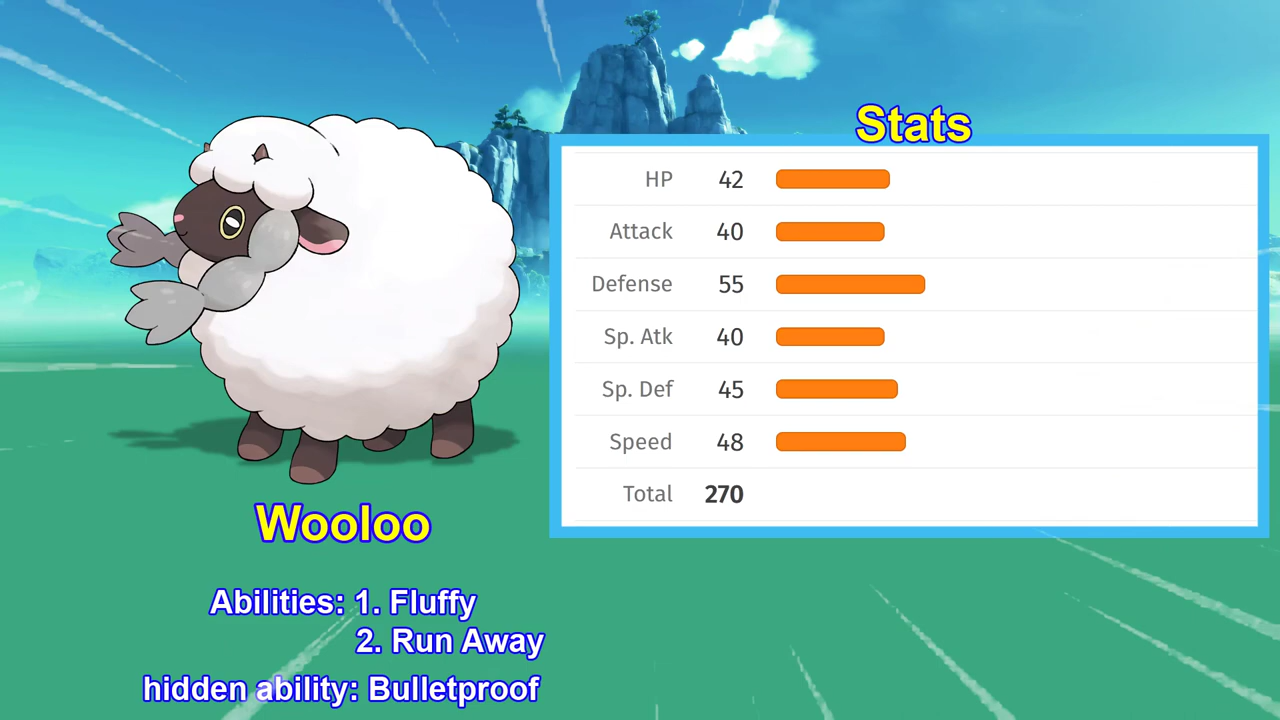 Stats
HP 42
Attack 40
Defense 55
Sp. Atk 40
Sp. Def 45
Speed 48
Total 270
Wooloo
Abilities: 1. Fluffy
2. Run Away
hidden ability: Bulletproof